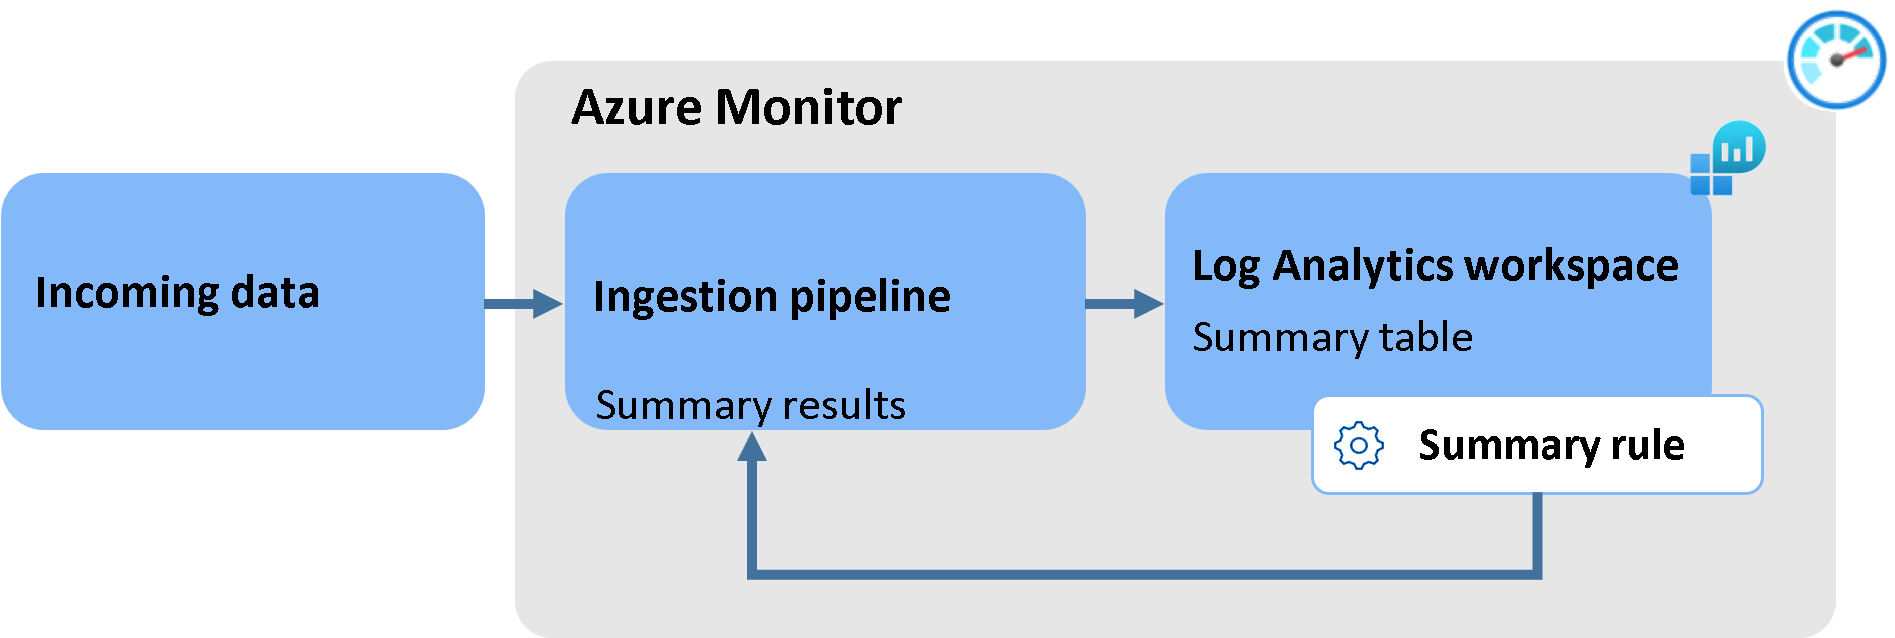 Azure Monitor
Incoming data
Ingestion pipeline
Summary results
Log Analytics workspace
Summary table
Summary rule